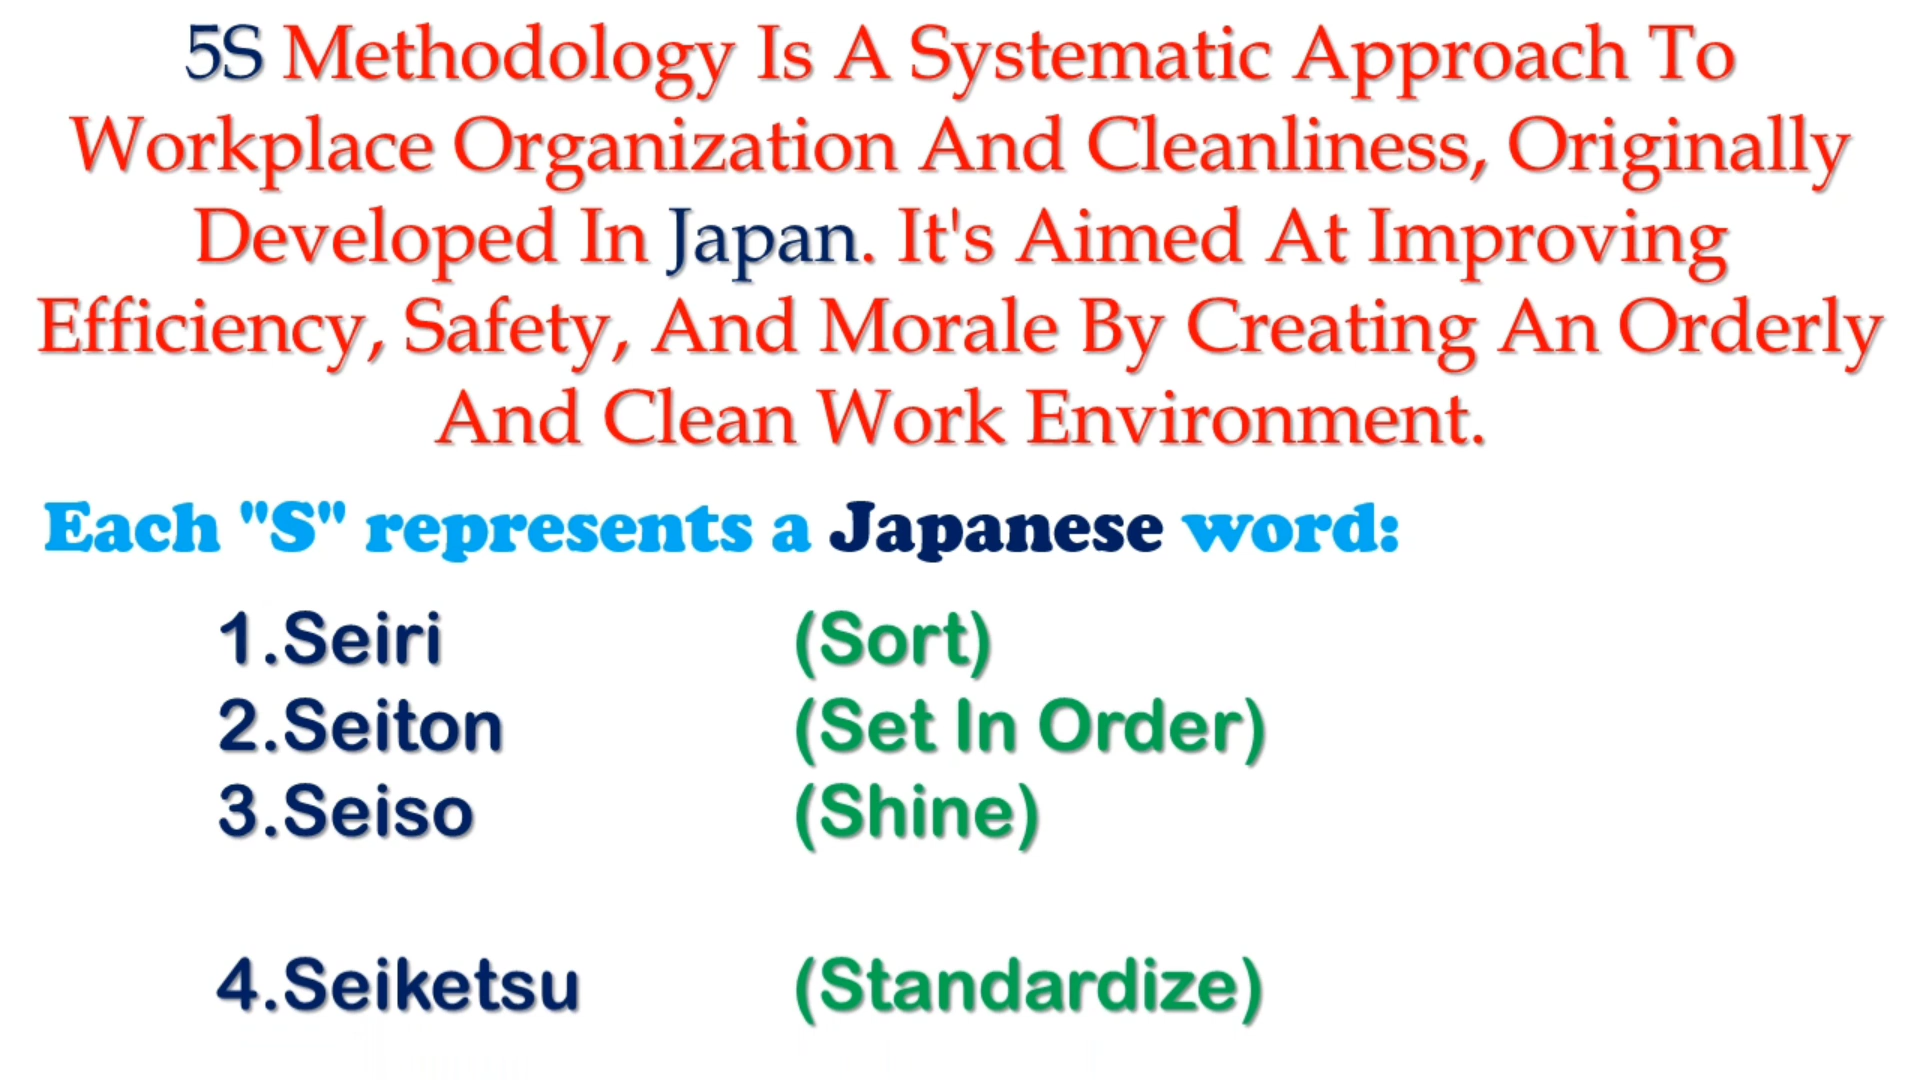 5S Methodology Is A Systematic Approach To
Workplace Organization And Cleanliness, Originally
Developed In Japan. It's Aimed At Improving
Efficiency, Safety, And Morale By Creating An Orderly
And Clean Work Environment.
Each "S" represents a Japanese word:
1.Seiri (Sort)
2.Seiton (Set In Order)
3.Seiso (Shine)
4.Seiketsu (Standardize)